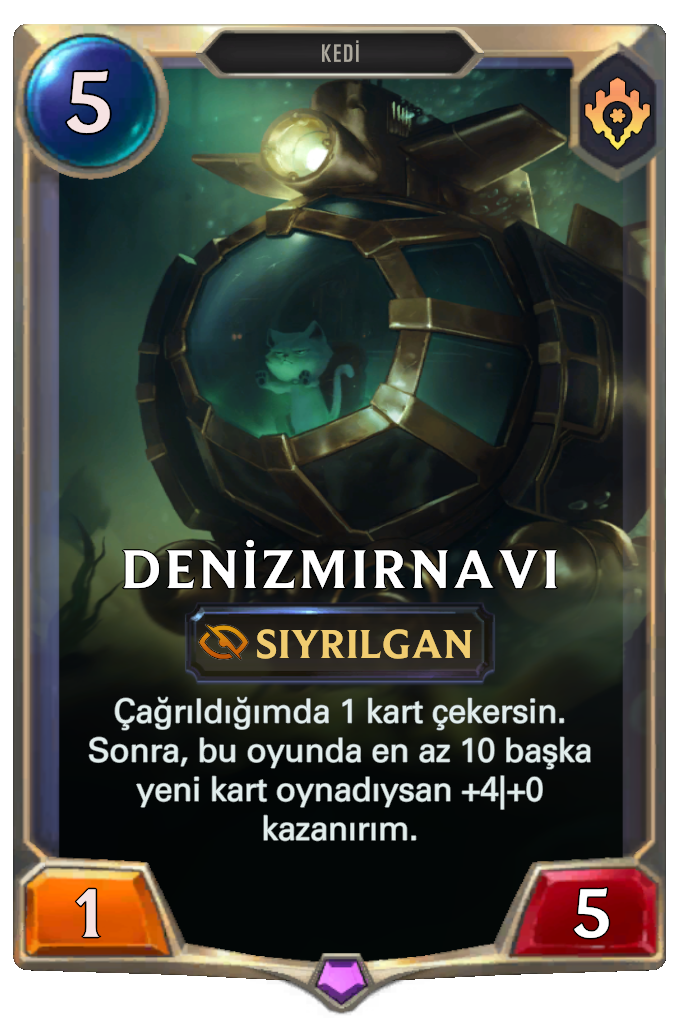 5
KEDİ
DENİZMIRNAVI
SIYRILGAN
Çağrıldığımda 1 kart çekersin.
Sonra, bu oyunda en az 10 başka
yeni kart oynadıysan +4|+0
kazanırım.
1
5